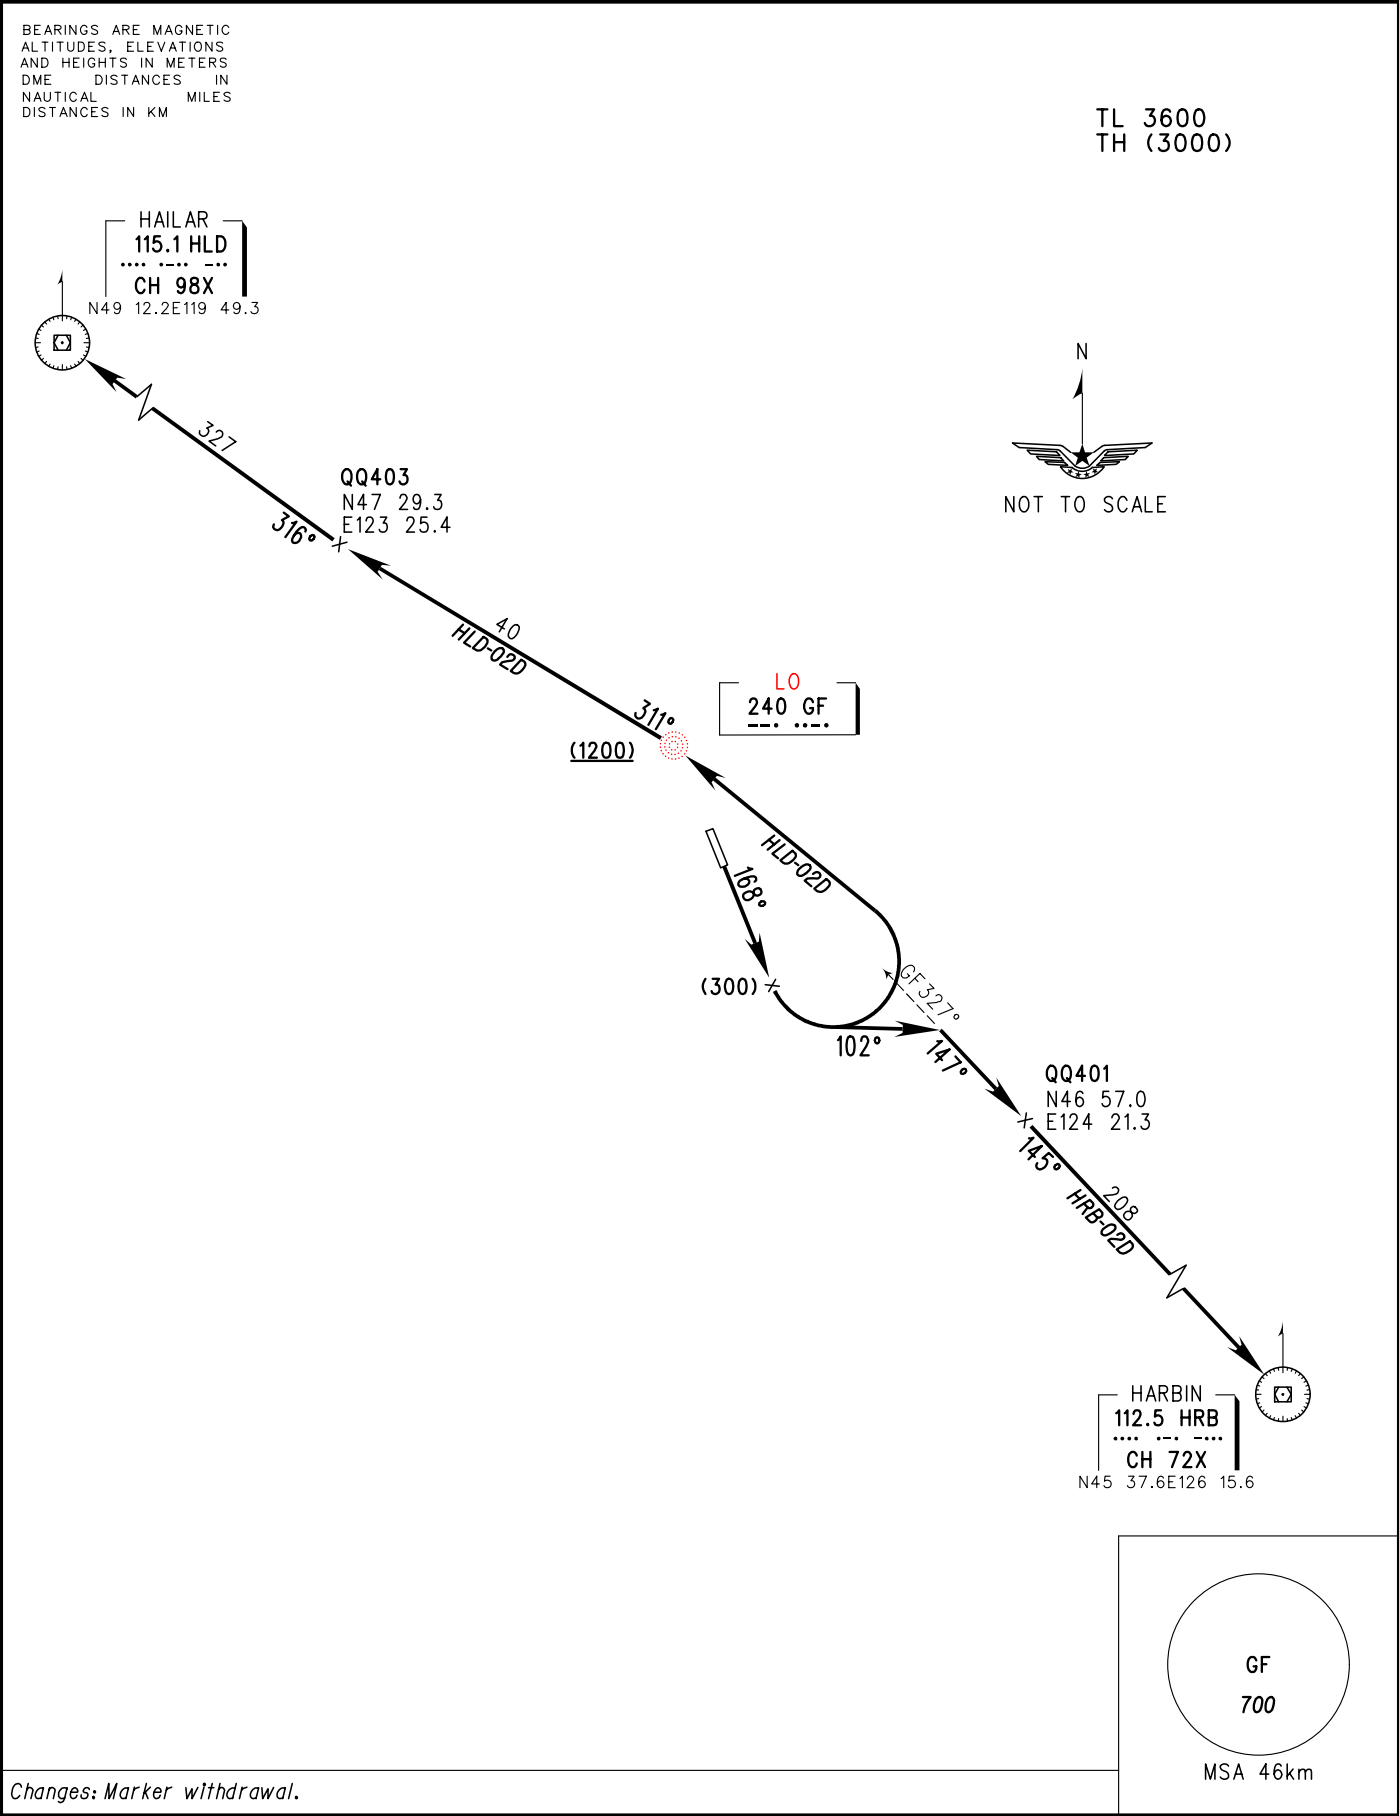 BEARINGS ARE MAGNETIC
ALTITUDES, ELEVATIONS
AND HEIGHTS IN METERS
DME DISTANCES IN
NAUTICAL MILES
DISTANCES IN KM
TL 3600
TH (3000)
HAILAR
115.1 HLD
CH 98X
N49 12.2E119 49.3
N
NOT TO SCALE
327
316°
QQ403
N47 29.3
E123 25.4
40
HLD-02D
311°
(1200)
LO
240 GF
HLD-02D
168°
(300)
GF327°
102°
147°
QQ401
N46 57.0
E124 21.3
145°
208
HRB-02D
HARBIN
112.5 HRB
CH 72X
N45 37.6E126 15.6
GF
700
MSA 46km
Changes: Marker withdrawal.